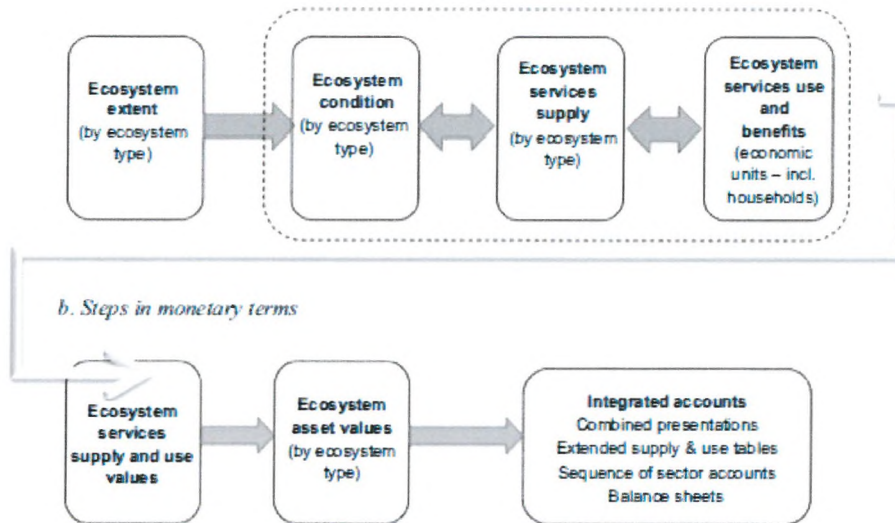 Ecosystem
extent
(by ecosystem
type)
Ecosystem
condition
(by ecosystem
type)
Ecosystem
services
supply
(by ecosystem
type)
Ecosystem
services use
and
benefits
(economic
units – incl.
households)
b. Steps in monetary terms
Ecosystem
services
supply and use
values
Ecosystem
asset values
(by ecosystem
type)
Integrated accounts
Combined presentations
Extended supply & use tables
Sequence of sector accounts
Balance sheets